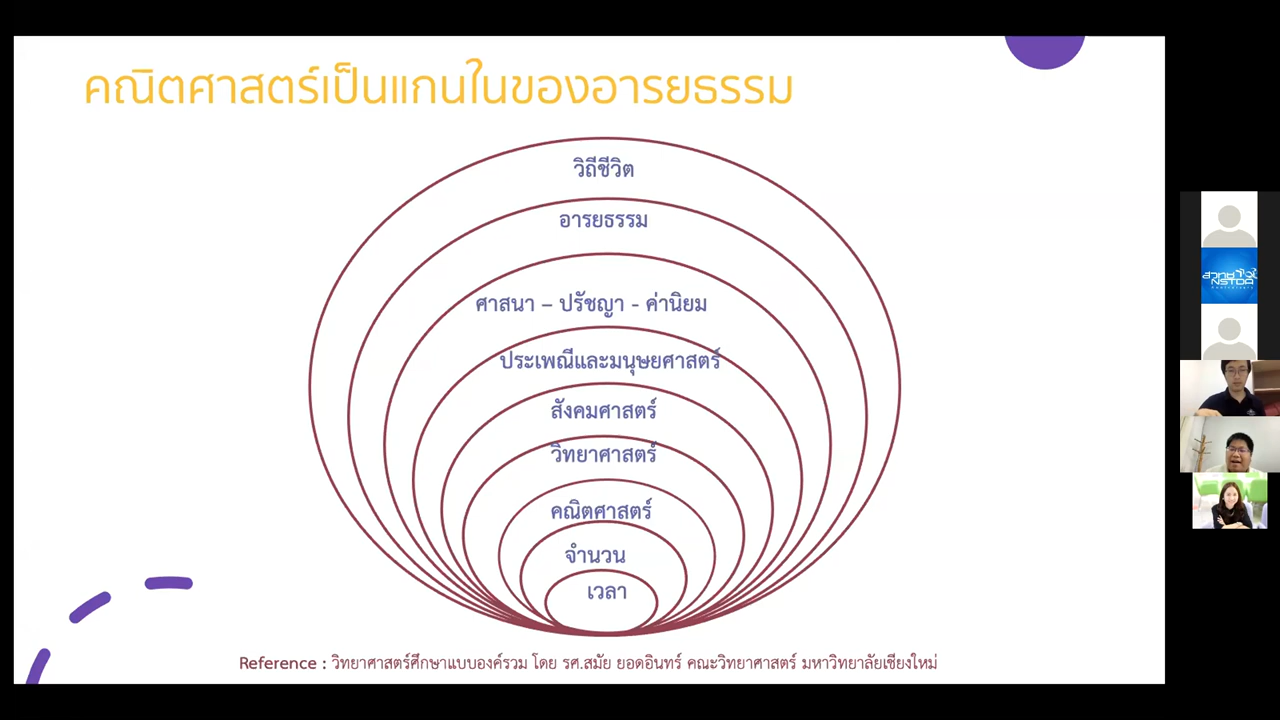 คณิตศาสตร์เป็นแกนในของอารยธรรม
วิถีชีวิต
อารยธรรม
ศาสนา – ปรัชญา - ค่านิยม
ประเพณีและมนุษยศาสตร์
สังคมศาสตร์
วิทยาศาสตร์
คณิตศาสตร์
จำนวน
เวลา
Reference : วิทยาศาสตร์ศึกษาแบบองค์รวม โดย รศ.สมัย ยอดอินทร์ คณะวิทยาศาสตร์ มหาวิทยาลัยเชียงใหม่
สวทช
NSTDA